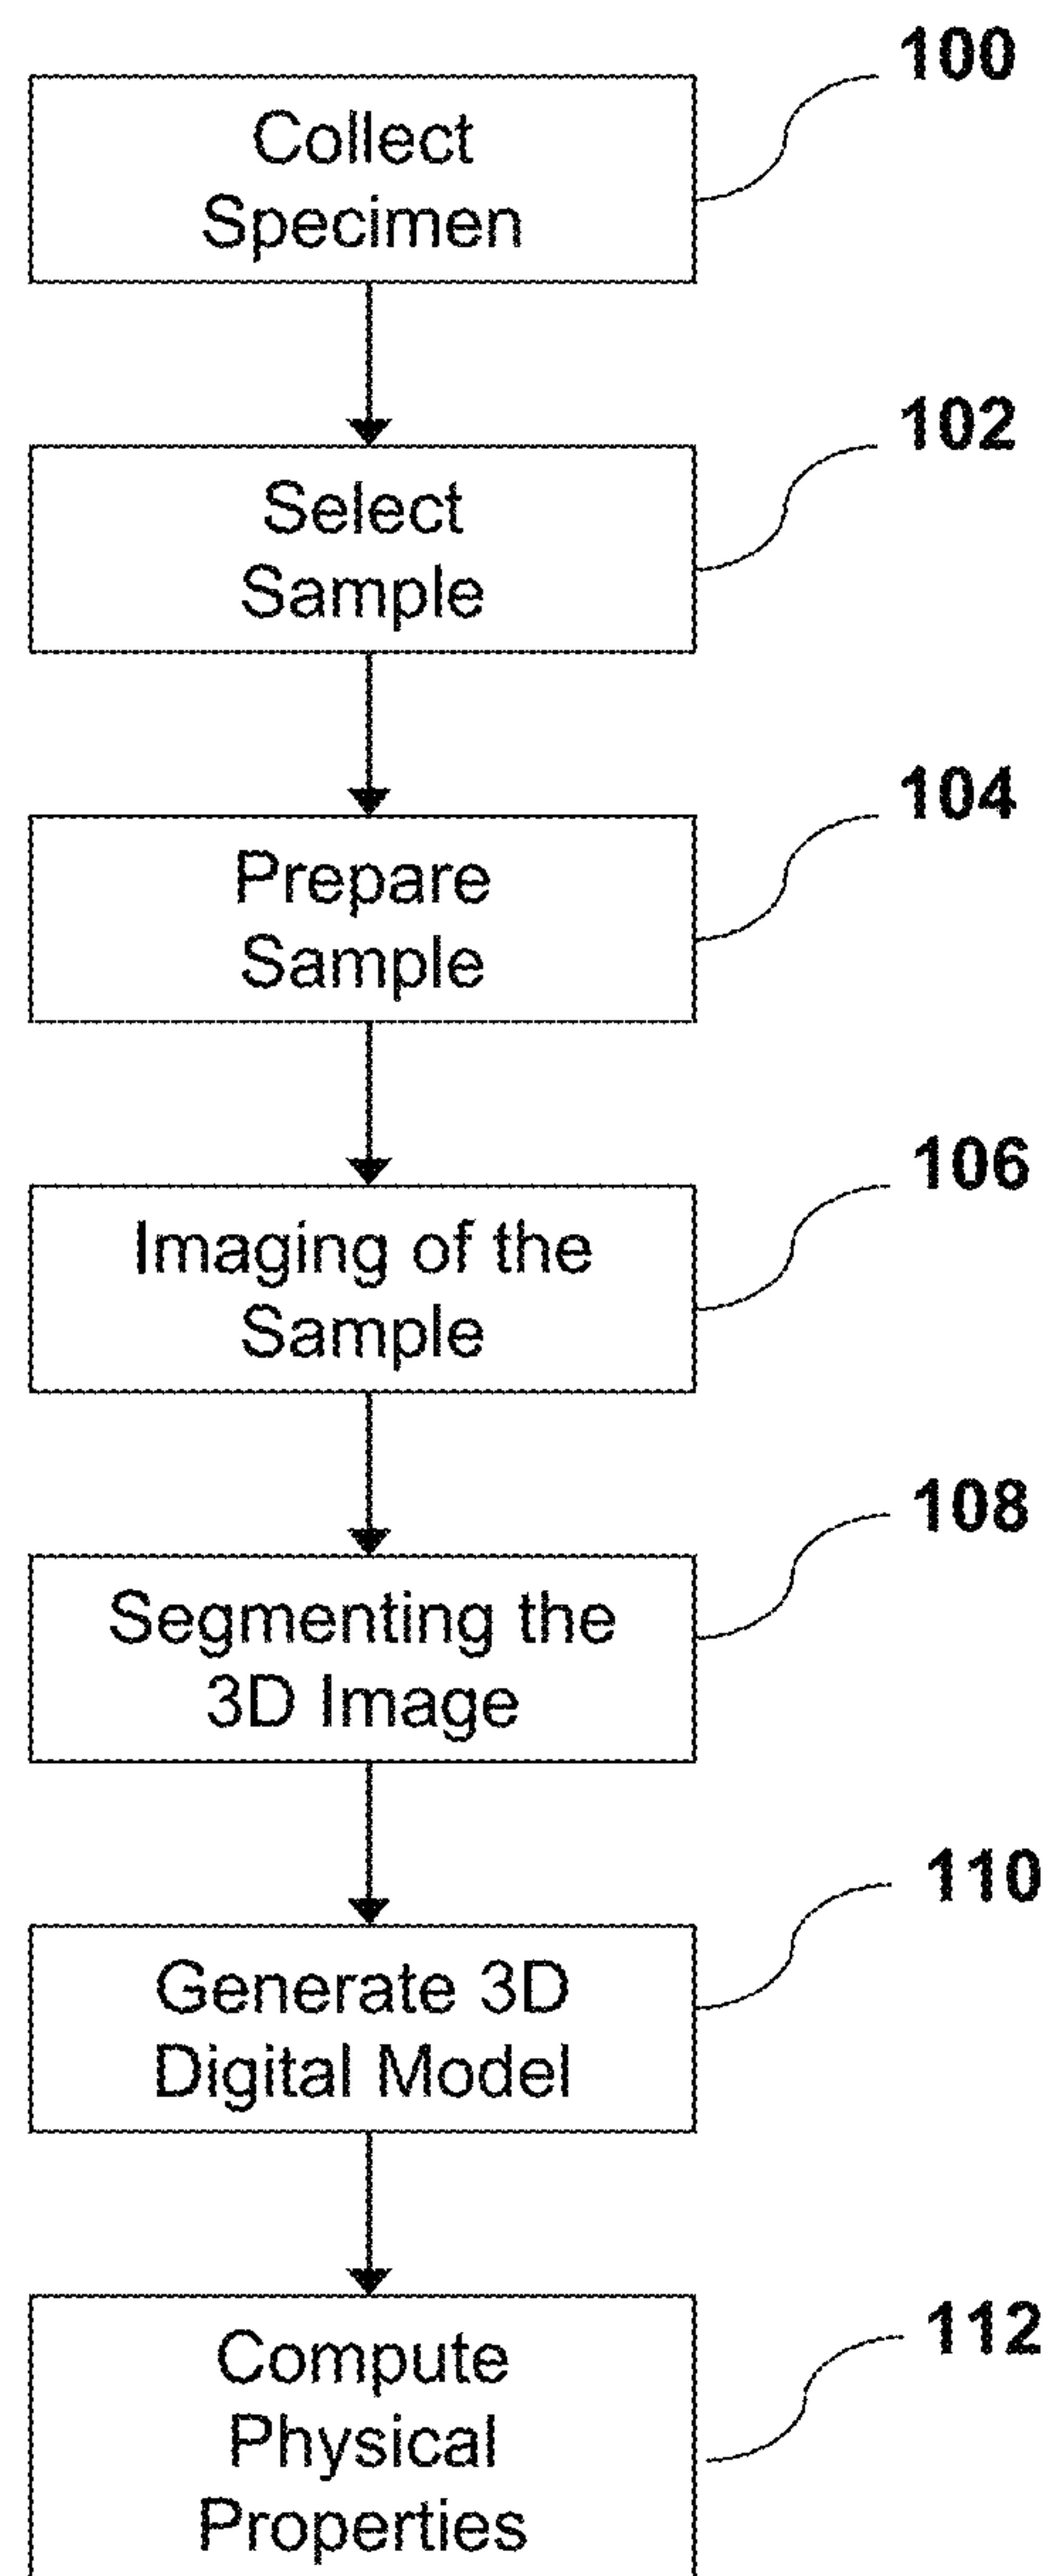 100
Collect
Specimen
102
Select
Sample
104
Prepare
Sample
106
Imaging of the
Sample
108
Segmenting the
3D Image
110
Generate 3D
Digital Model
112
Compute
Physical
Properties